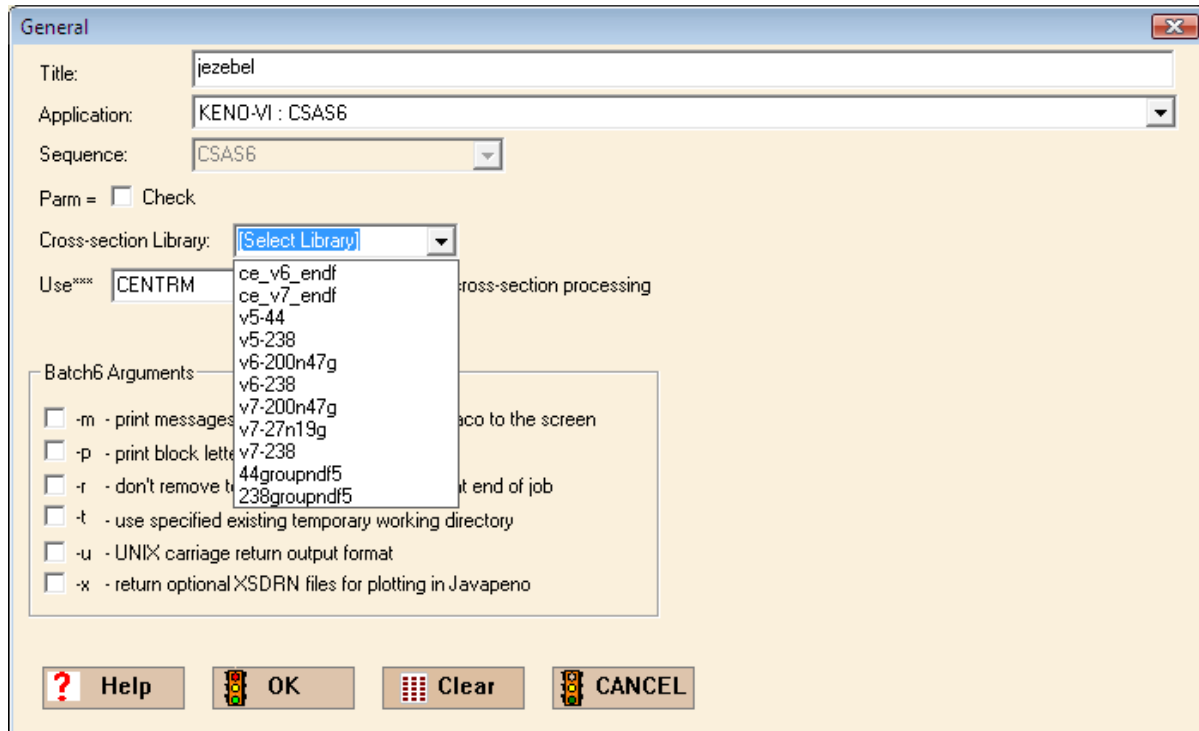 General
Title: jezebel
Application: KENO-VI : CSAS6
Sequence: CSAS6
Parm = Check
Cross-section Library: [Select Library]
Use*** CENTRM cross-section processing
ce_v6_endf
ce_v7_endf
v5-44
v5-238
v6-200n47g
v6-238
v7-200n47g
v7-27n19g
v7-238
44groupndf5
238groupndf5
Batch6 Arguments
-m - print messages to the screen
-p - print block
-r - don't remove end of job
-t - use specified existing temporary working directory
-u - UNIX carriage return output format
-x - return optional XSDRN files for plotting in Javapeno
? Help
OK
Clear
CANCEL